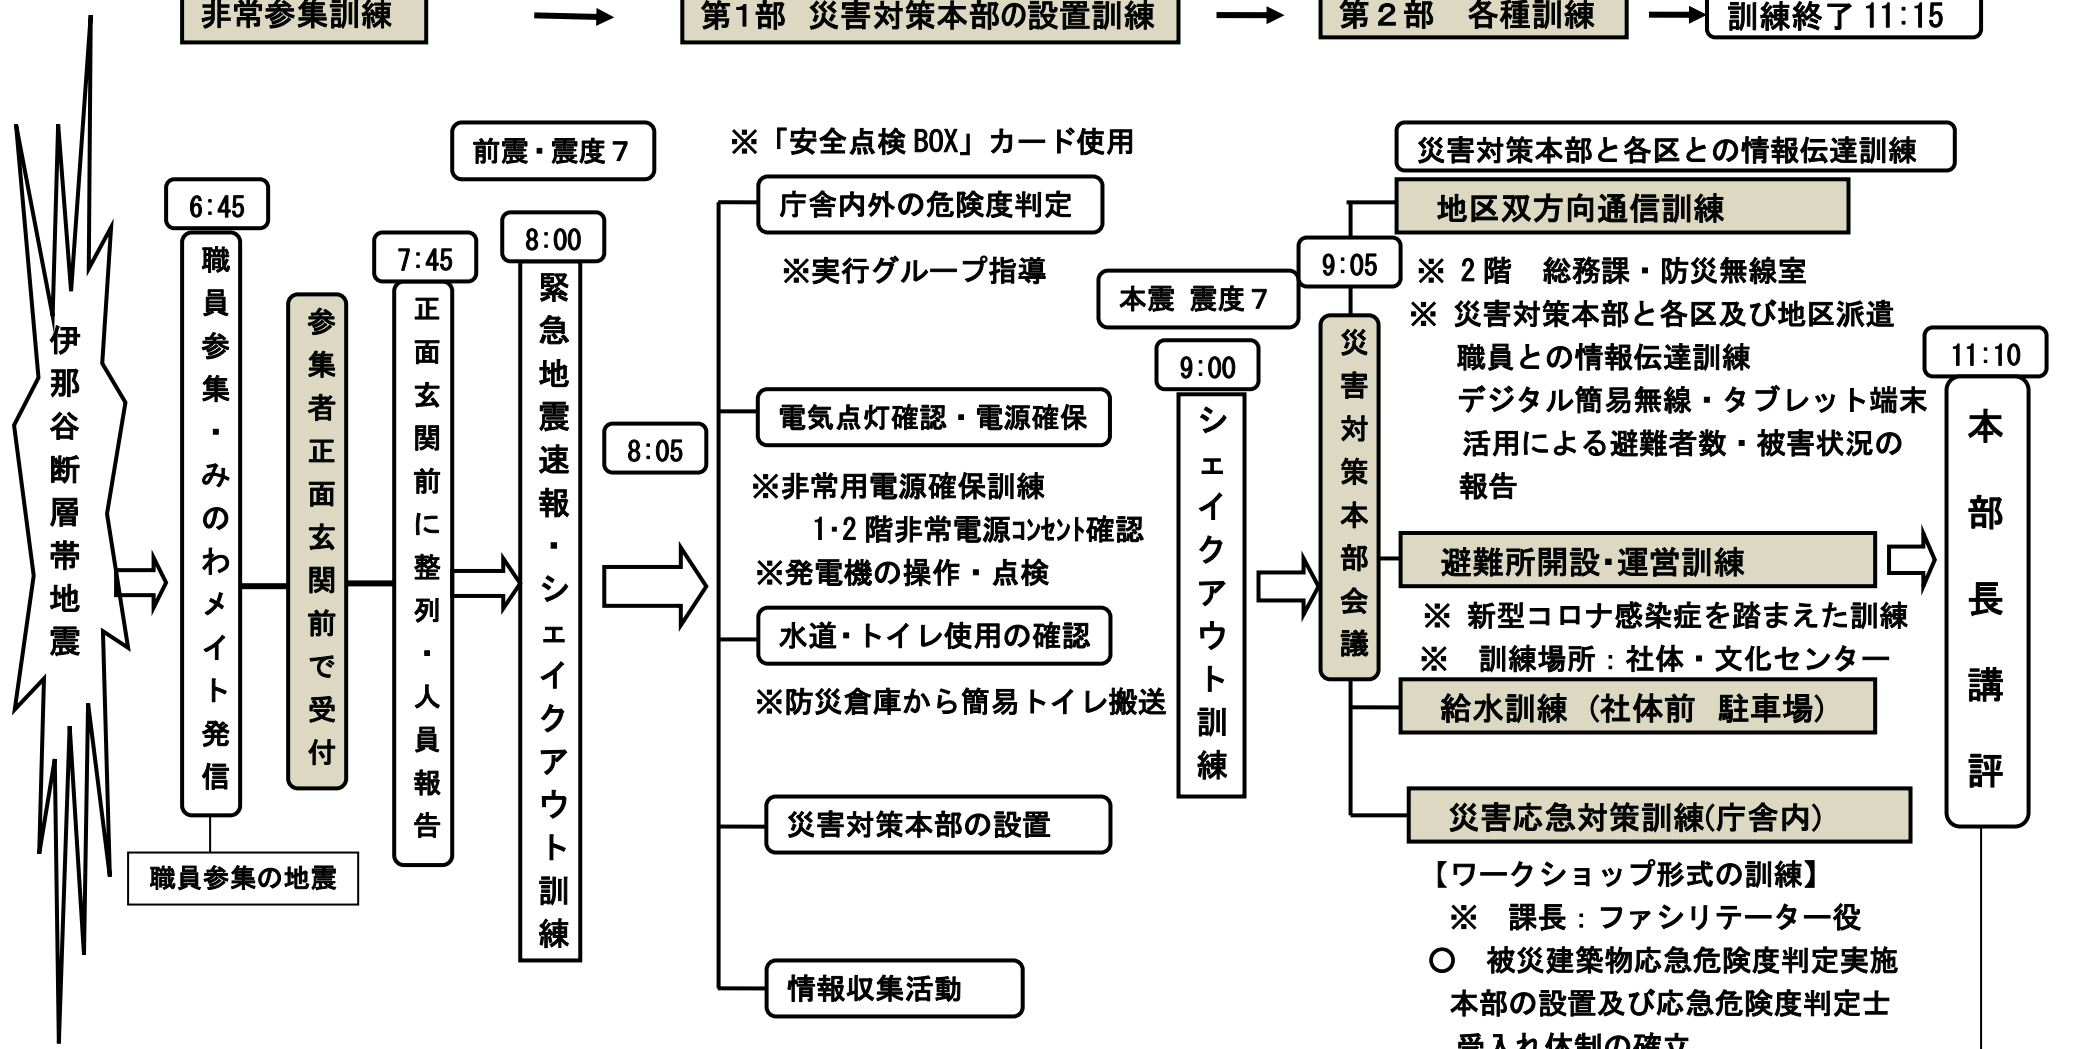 非常参集訓練
第1部 災害対策本部の設置訓練
第２部　各種訓練
訓練終了 11:15
伊那谷断層帯地震
6:45
職員参集・みのわメイト発信
職員参集の地震
参集者正面玄関前で受付
7:45
正面玄関前に整列・人員報告
前震・震度７
8:00
緊急地震速報・シェイクアウト訓練
8:05
※「安全点検 BOX」カード使用
庁舎内外の危険度判定
※実行グループ指導
電気点灯確認・電源確保
※非常用電源確保訓練
1・2 階非常電源ｺﾝｾﾝﾄ確認
※発電機の操作・点検
水道・トイレ使用の確認
※防災倉庫から簡易トイレ搬送
災害対策本部の設置
情報収集活動
本震 震度７
9:00
シェイクアウト訓練
9:05
災害対策本部会議
災害対策本部と各区との情報伝達訓練
地区双方向通信訓練
※ 2 階　総務課・防災無線室
※ 災害対策本部と各区及び地区派遣
職員との情報伝達訓練
デジタル簡易無線・タブレット端末
活用による避難者数・被害状況の
報告
避難所開設・運営訓練
※ 新型コロナ感染症を踏まえた訓練
※　訓練場所：社体・文化センター
給水訓練（社体前　駐車場）
災害応急対策訓練(庁舎内)
【ワークショップ形式の訓練】
※　課長：ファシリテーター役
〇　被災建築物応急危険度判定実施
本部の設置及び応急危険度判定士
受入れ体制の確立
11:10
本部長講評